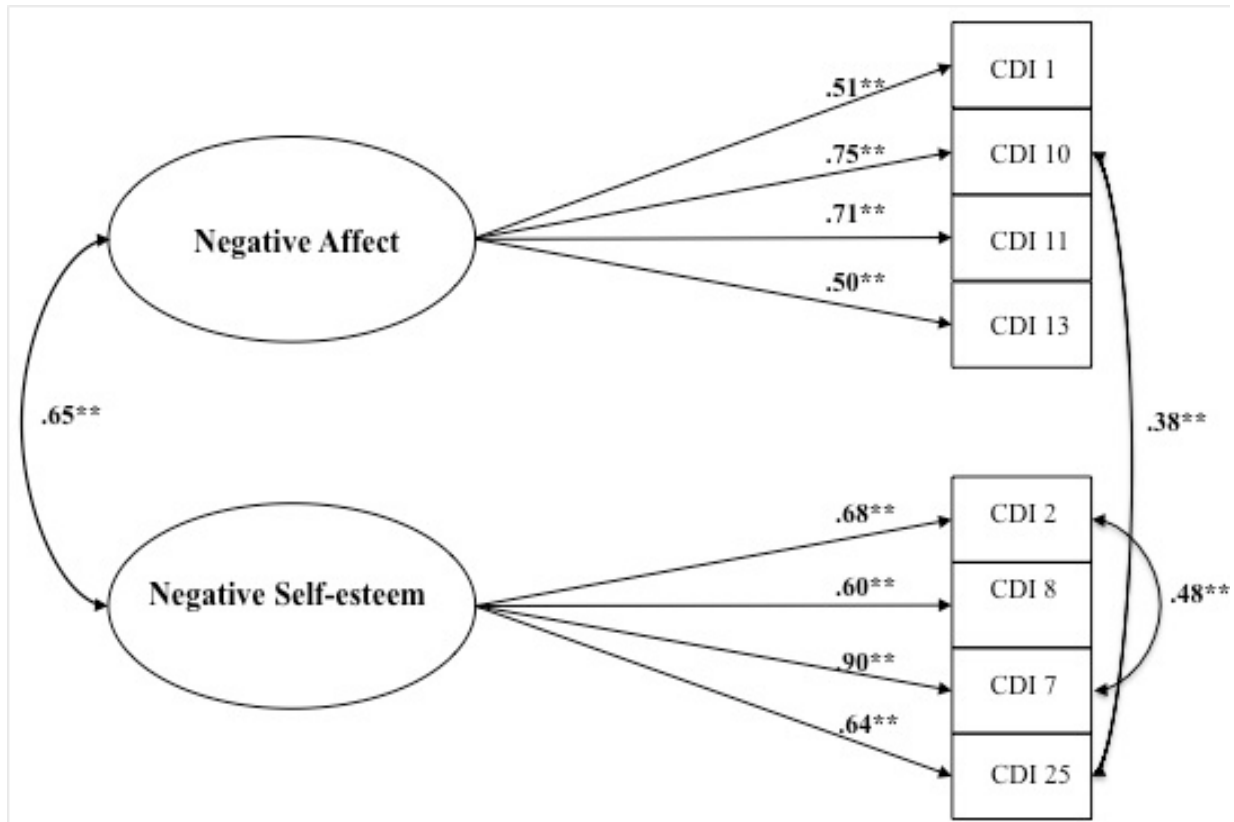 CDI 1
.51**
CDI 10
.75**
.71**
Negative Affect
CDI 11
.50**
CDI 13
.65**
.38**
CDI 2
.68**
Negative Self-esteem
.60**
CDI 8
.48**
.90**
CDI 7
.64**
CDI 25